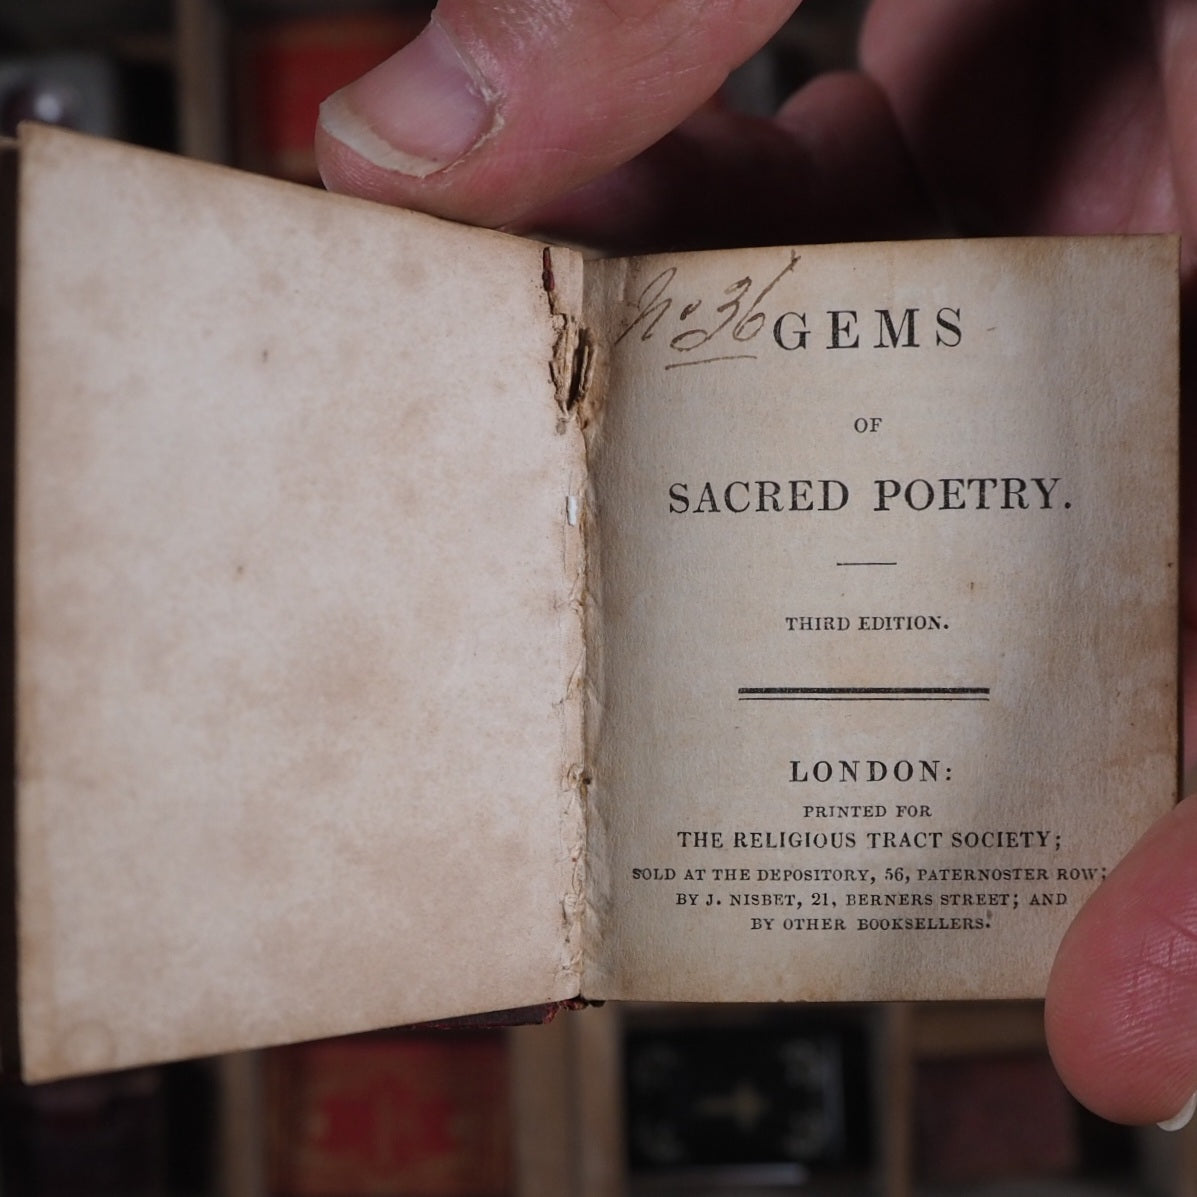 No 36
GEMS
OF
SACRED POETRY.
THIRD EDITION.
LONDON:
PRINTED FOR
THE RELIGIOUS TRACT SOCIETY;
SOLD AT THE DEPOSITORY, 56, PATERNOSTER ROW;
BY J. NISBET, 21, BERNERS STREET; AND
BY OTHER BOOKSELLERS.